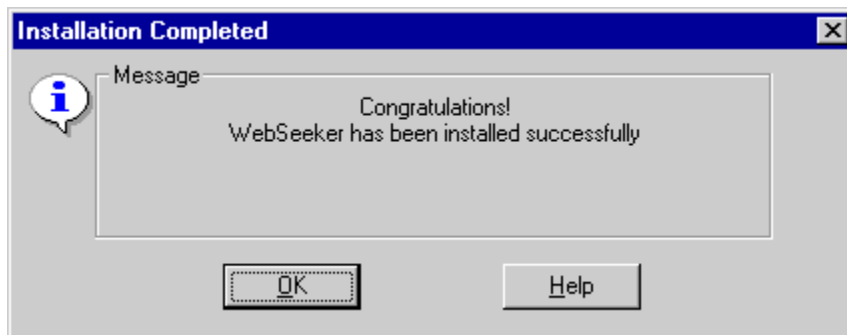 Installation Completed
Message
Congratulations!
WebSeeker has been installed successfully
OK
Help